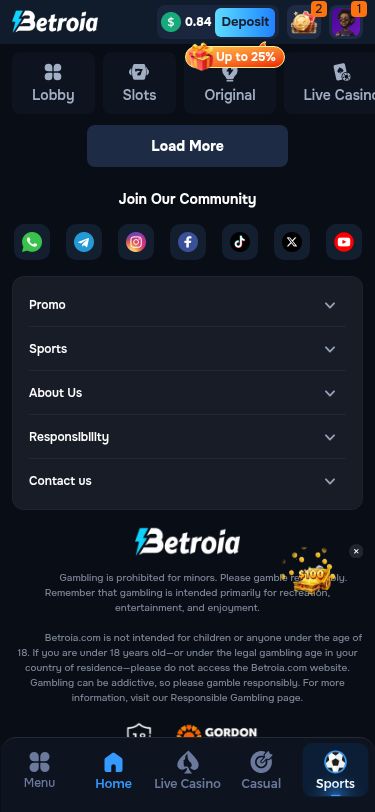 Betroia
$ 0.84 Deposit
2
1
Up to 25%
Lobby
Slots
Original
Live Casino
Load More
Join Our Community
Promo
Sports
About Us
Responsibility
Contact us
Betroia
$100
Gambling is prohibited for minors. Please gamble responsibly.
Remember that gambling is intended primarily for recreation,
entertainment, and enjoyment.
Betroia.com is not intended for children or anyone under the age of
18. If you are under 18 years old—or under the legal gambling age in your
country of residence—please do not access the Betroia.com website.
Gambling can be addictive, so please gamble responsibly. For more
information, visit our Responsible Gambling page.
18
GORDON
Menu
Home
Live Casino
Casual
Sports